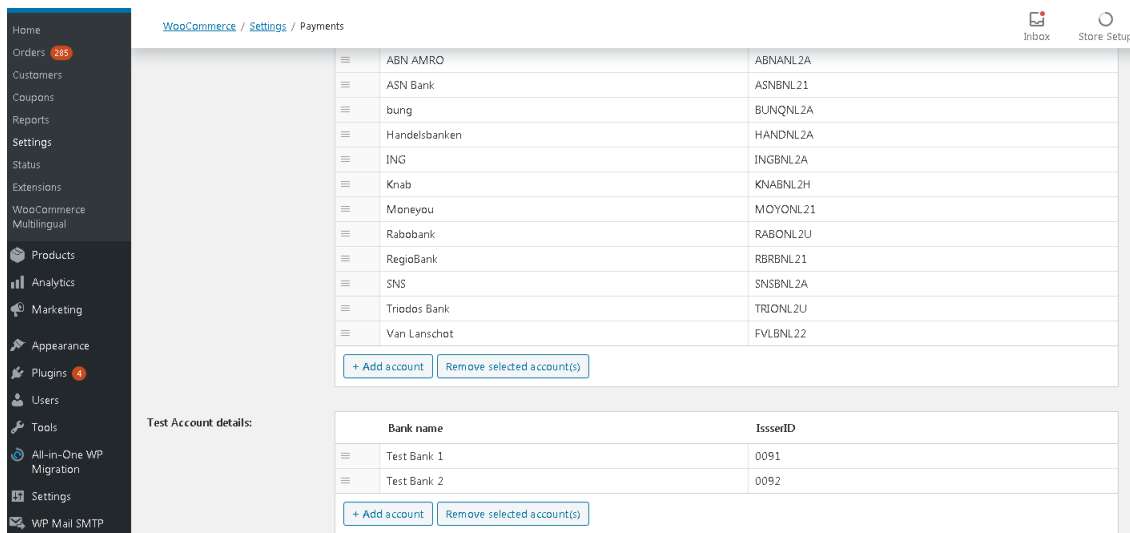 Home
Orders 285
Customers
Coupons
Reports
Settings
Status
Extensions
WooCommerce
Multilingual
Products
Analytics
Marketing
Appearance
Plugins 4
Users
Tools
All-in-One WP
Migration
Settings
WP Mail SMTP
WooCommerce / Settings / Payments
Inbox
Store Setup
ABN AMRO ABNANL2A
ASN Bank ASNBNL21
bunq BUNQNL2A
Handelsbanken HANDNL2A
ING INGBNL2A
Knab KNABNL2H
Moneyou MOYONL21
Rabobank RABONL2U
RegioBank RBRBNL21
SNS SNSBNL2A
Triodos Bank TRIONL2U
Van Lanschot FVLBNL22
+ Add account Remove selected account(s)
Test Account details:
Bank name IssserID
Test Bank 1 0091
Test Bank 2 0092
+ Add account Remove selected account(s)